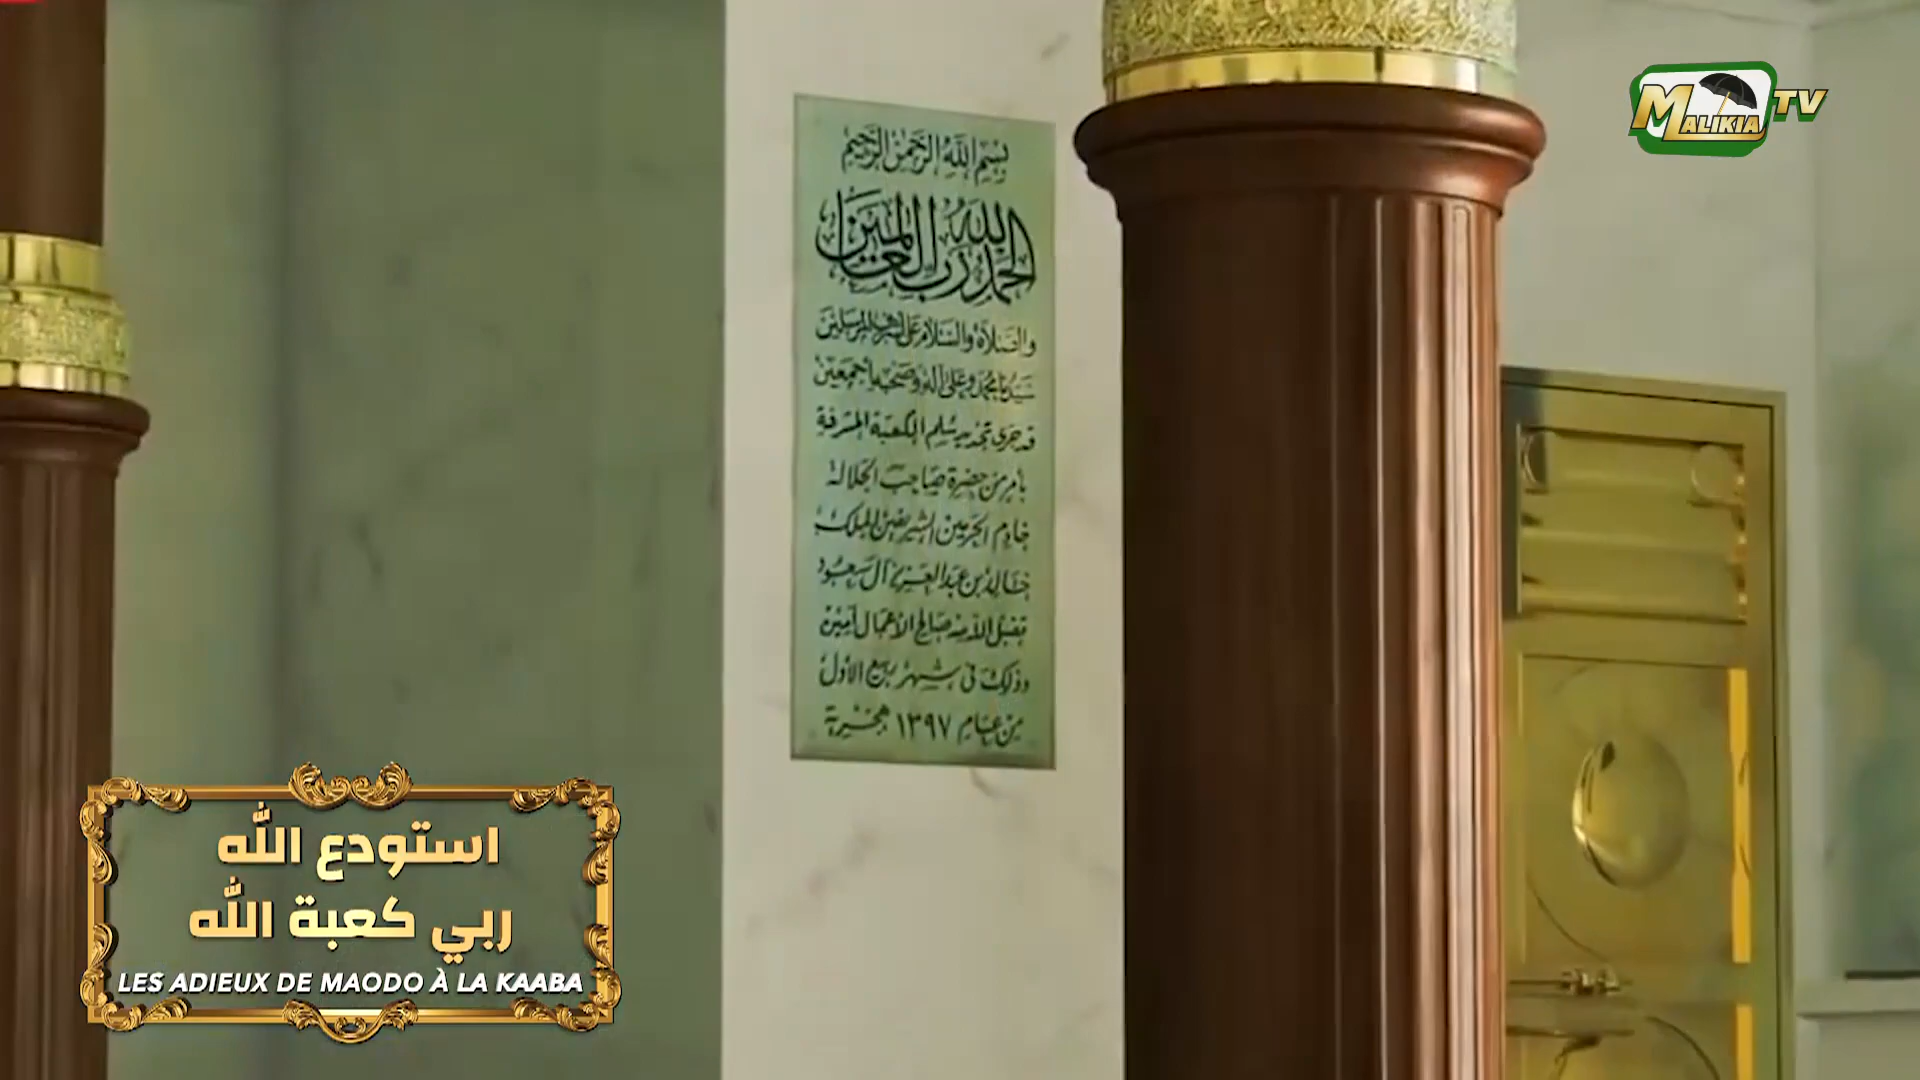 MALIKIA TV
بسم الله الرحمن الرحيم
الحمد لله رب العالمين
والصلاة والسلام على أشرف المرسلين
سيدنا محمد وعلى آله وصحبه أجمعين
قد جرى تجديد سلم الكعبة المشرفة
بأمر من حضرة صاحب الجلالة
خادم الحرمين الشريفين الملك
خالد بن عبد العزيز آل سعود
تقبل الله منه صالح الأعمال آمين
وذلك في شهر ربيع الأول
من عام ١٣٩٧ هجرية
استودع الله
ربي كعبة الله
LES ADIEUX DE MAODO À LA KAABA